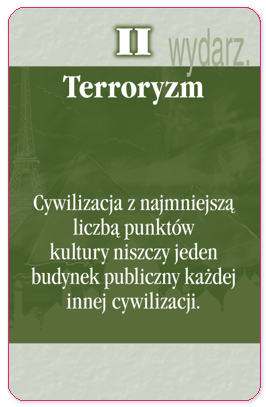 II
wydarz.
Terroryzm
Cywilizacja z najmniejszą
liczbą punktów
kultury niszczy jeden
budynek publiczny każdej
innej cywilizacji.